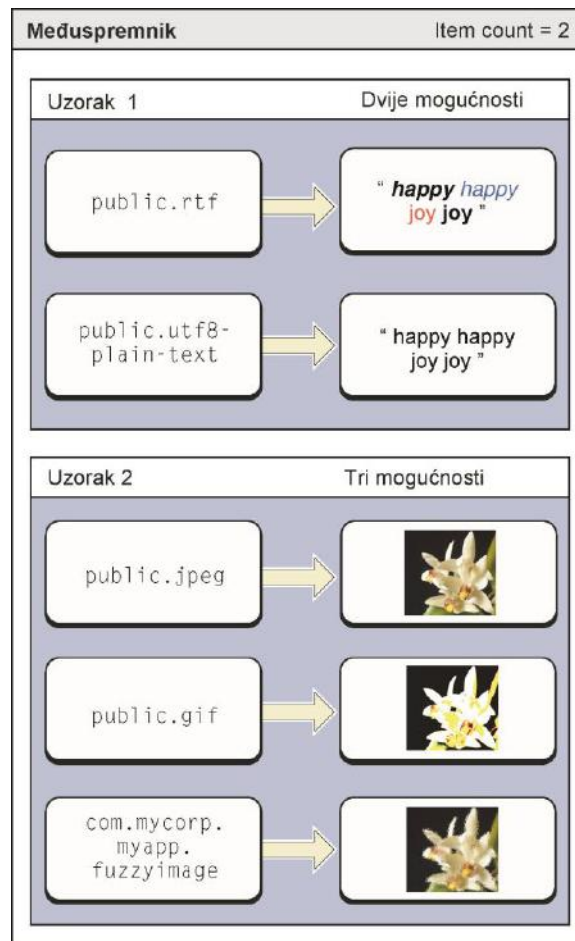 Međuspremnik Item count = 2
Uzorak 1 Dvije mogućnosti
public.rtf
“ happy happy
joy joy ”
public.utf8-
plain-text
“ happy happy
joy joy ”
Uzorak 2 Tri mogućnosti
public.jpeg
public.gif
com.mycorp.
myapp.
fuzzyimage